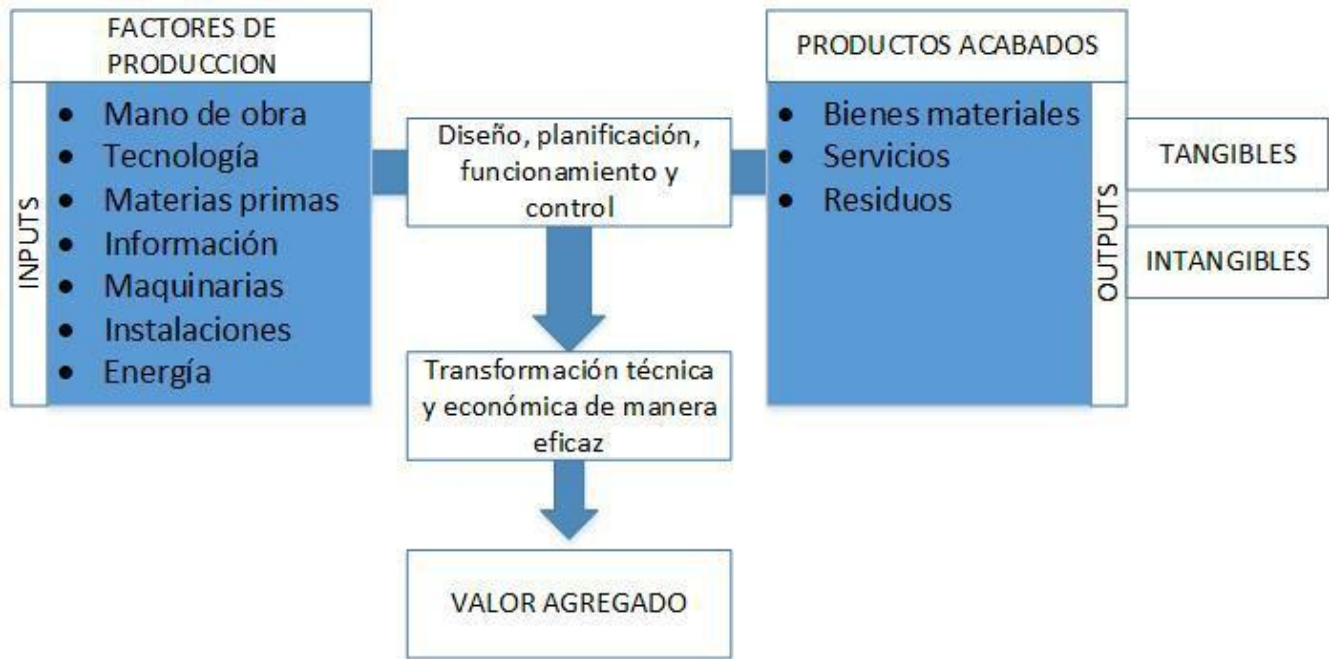 FACTORES DE
PRODUCCION
INPUTS
• Mano de obra
• Tecnología
• Materias primas
• Información
• Maquinarias
• Instalaciones
• Energía
Diseño, planificación,
funcionamiento y
control
Transformación técnica
y económica de manera
eficaz
VALOR AGREGADO
PRODUCTOS ACABADOS
• Bienes materiales
• Servicios
• Residuos
OUTPUTS
TANGIBLES
INTANGIBLES